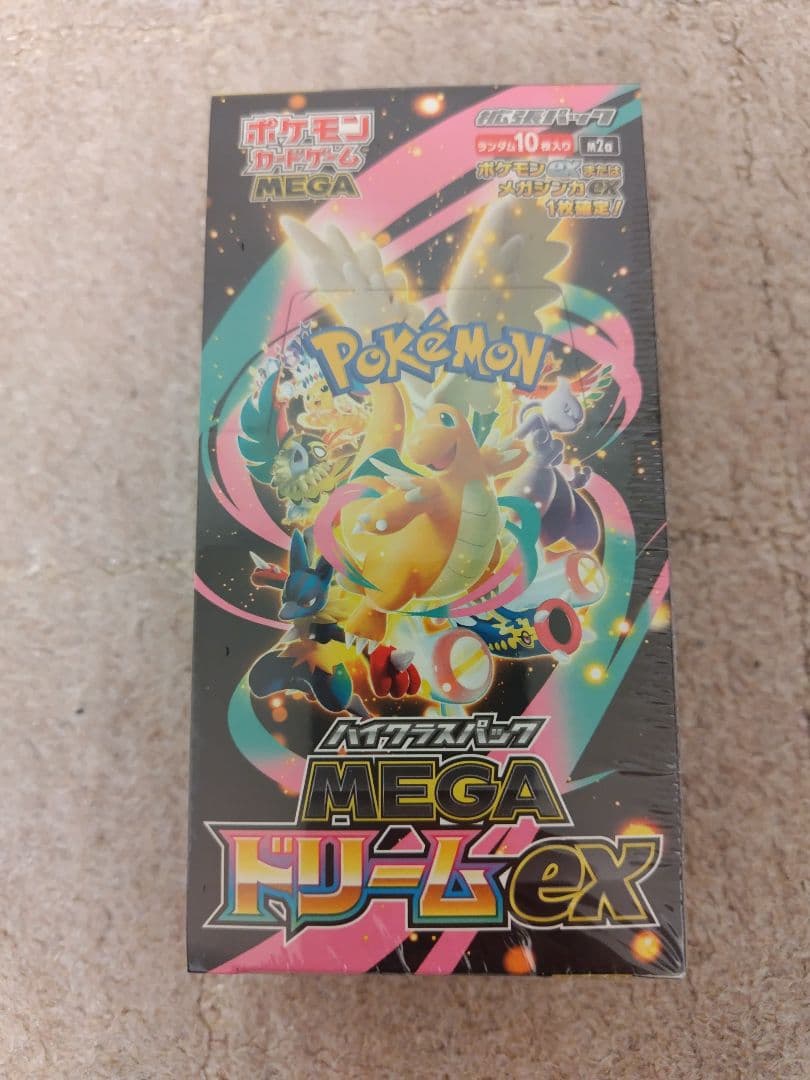 ポケモン
カードゲーム
MEGA
拡張パック
ランダム10枚入り M2a
ポケモンexまたは
メガシンカex
1枚確定!
POKéMON
ハイクラスパック
MEGA
ドリームex